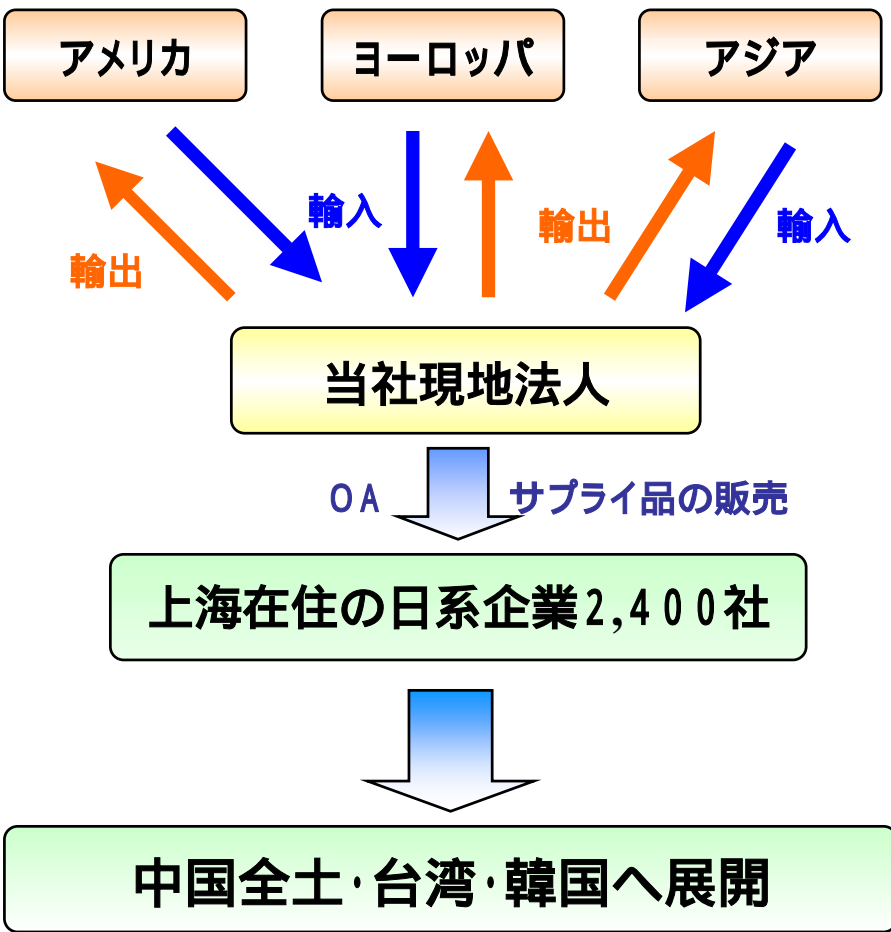 アメリカ
ヨーロッパ
アジア
輸入
輸出
輸入
輸出
当社現地法人
OA サプライ品の販売
上海在住の日系企業2,400社
中国全土・台湾・韓国へ展開